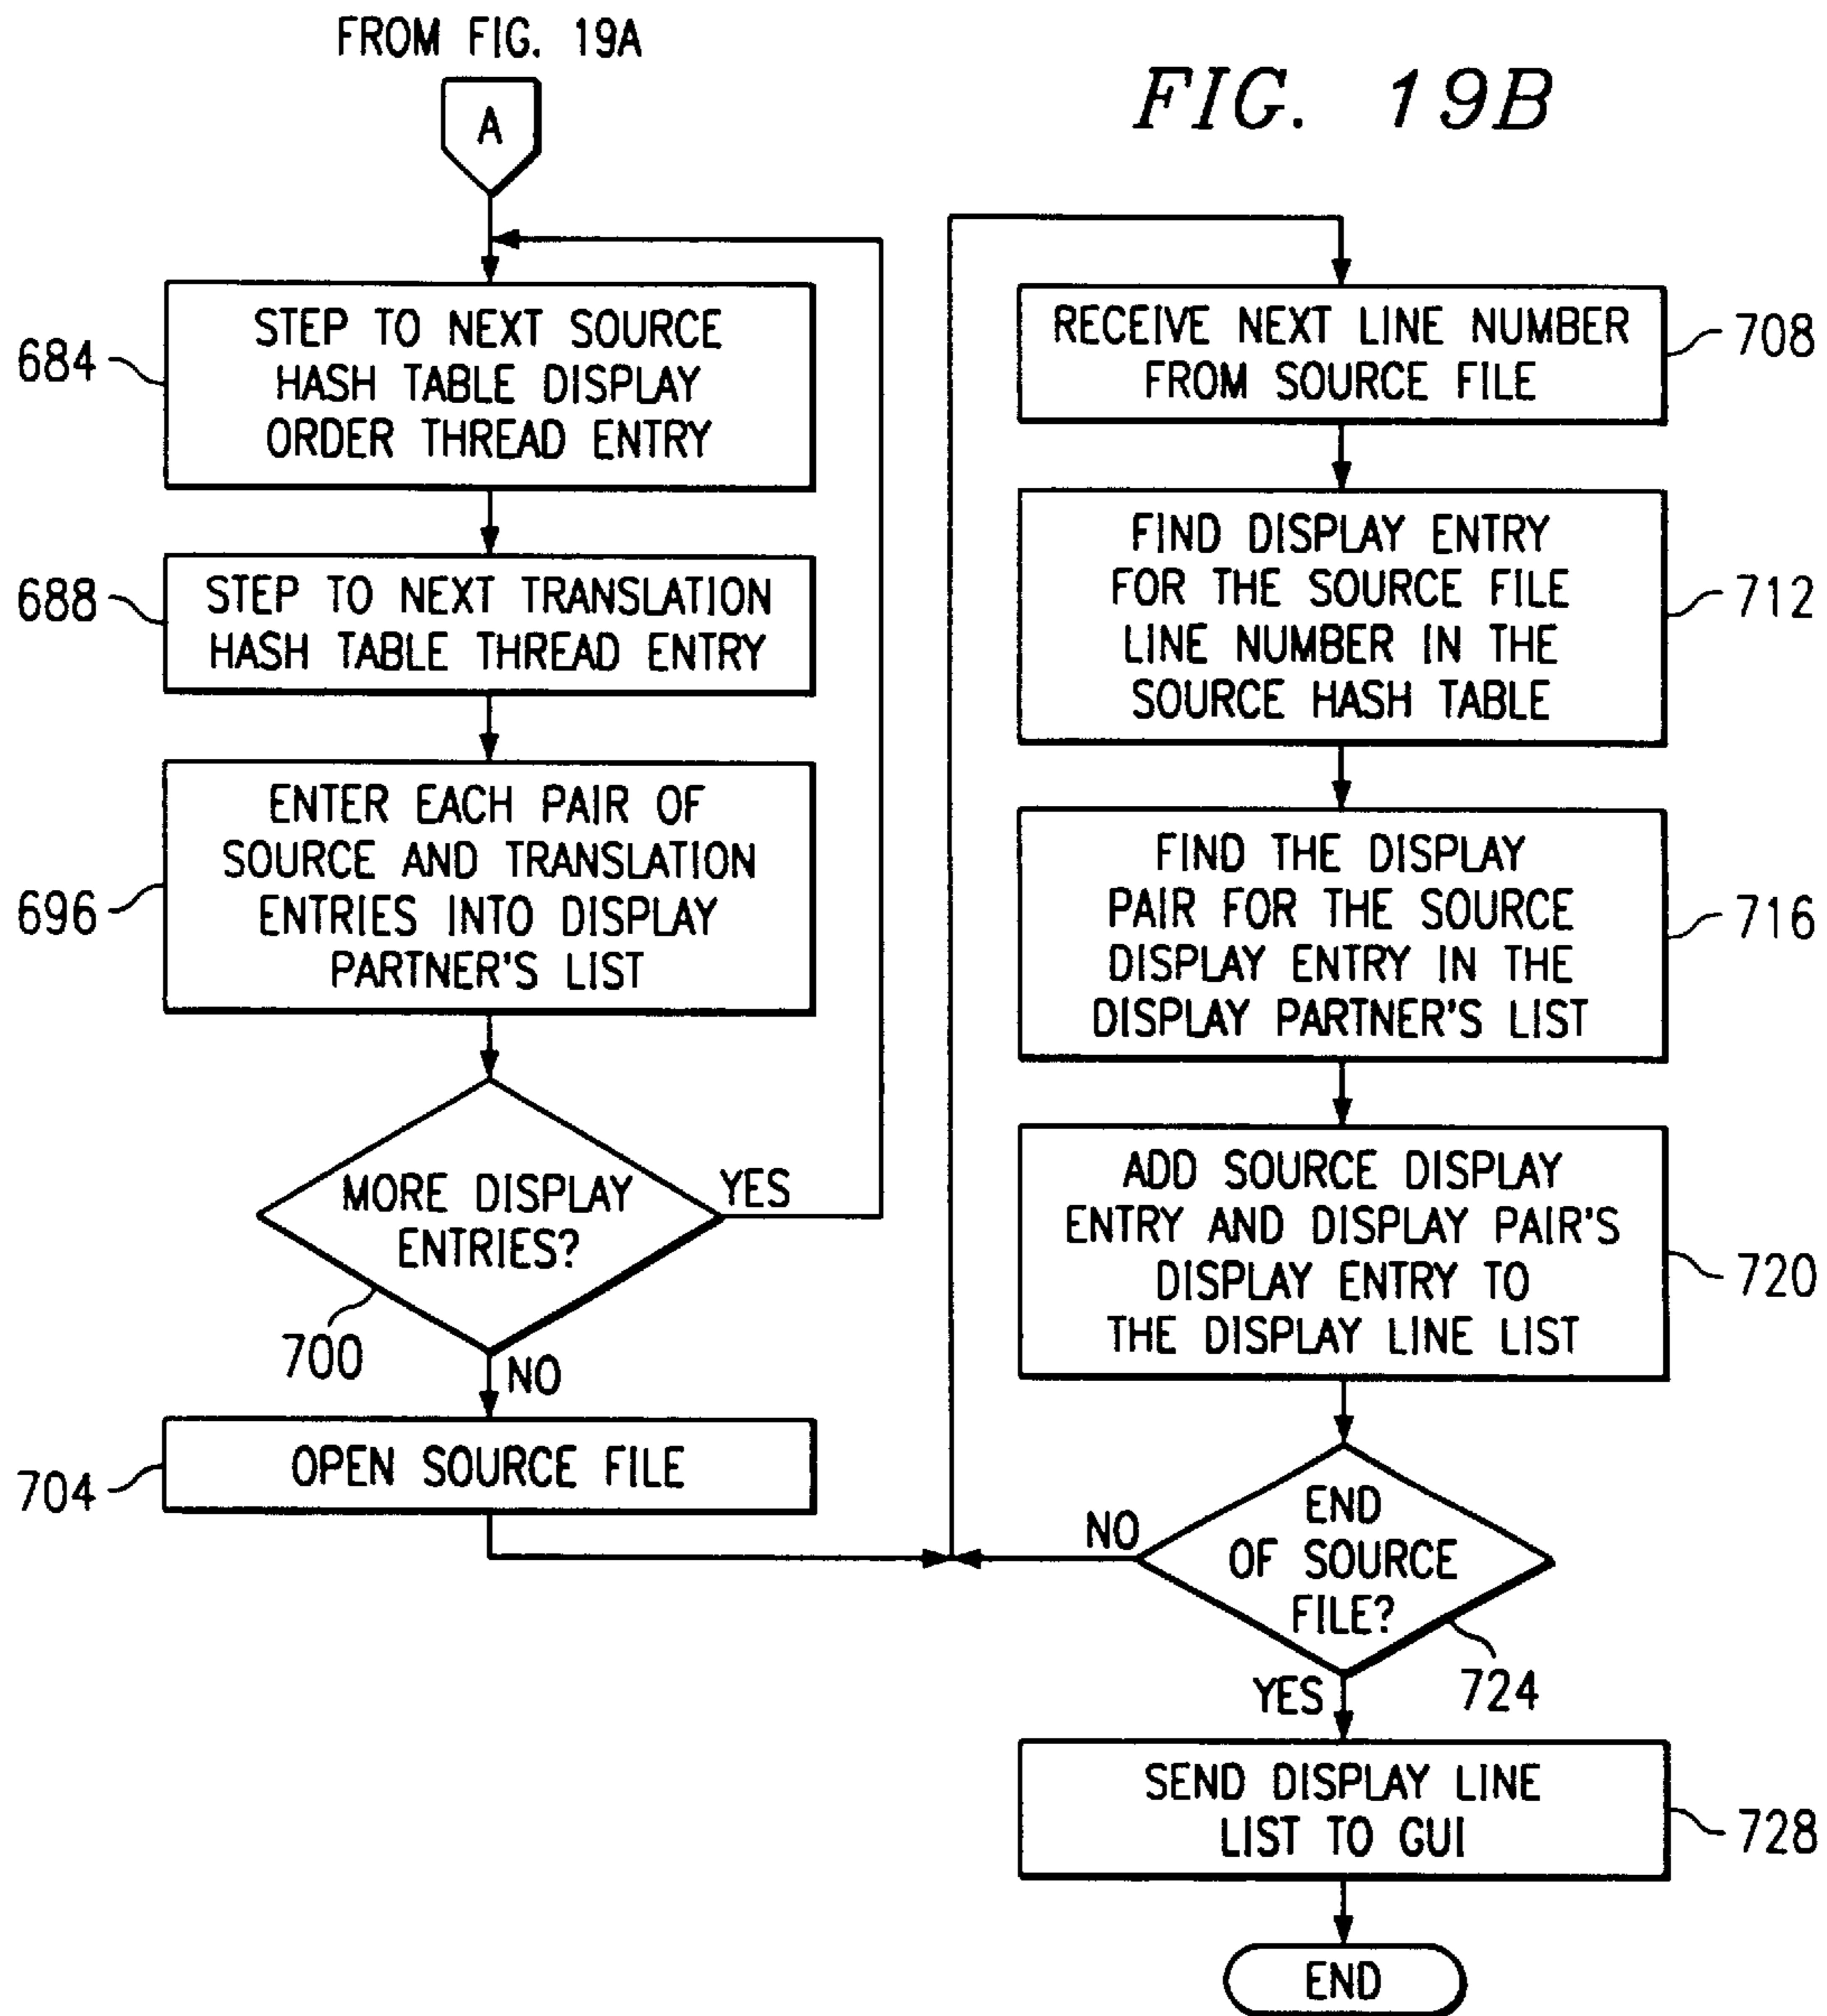 FROM FIG. 19A
A
FIG. 19B
684
STEP TO NEXT SOURCE
HASH TABLE DISPLAY
ORDER THREAD ENTRY
688
STEP TO NEXT TRANSLATION
HASH TABLE THREAD ENTRY
696
ENTER EACH PAIR OF
SOURCE AND TRANSLATION
ENTRIES INTO DISPLAY
PARTNER'S LIST
MORE DISPLAY
ENTRIES?
YES
700
NO
704
OPEN SOURCE FILE
RECEIVE NEXT LINE NUMBER
FROM SOURCE FILE
708
FIND DISPLAY ENTRY
FOR THE SOURCE FILE
LINE NUMBER IN THE
SOURCE HASH TABLE
712
FIND THE DISPLAY
PAIR FOR THE SOURCE
DISPLAY ENTRY IN THE
DISPLAY PARTNER'S LIST
716
ADD SOURCE DISPLAY
ENTRY AND DISPLAY PAIR'S
DISPLAY ENTRY TO
THE DISPLAY LINE LIST
720
NO
END
OF SOURCE
FILE?
724
YES
SEND DISPLAY LINE
LIST TO GUI
728
END